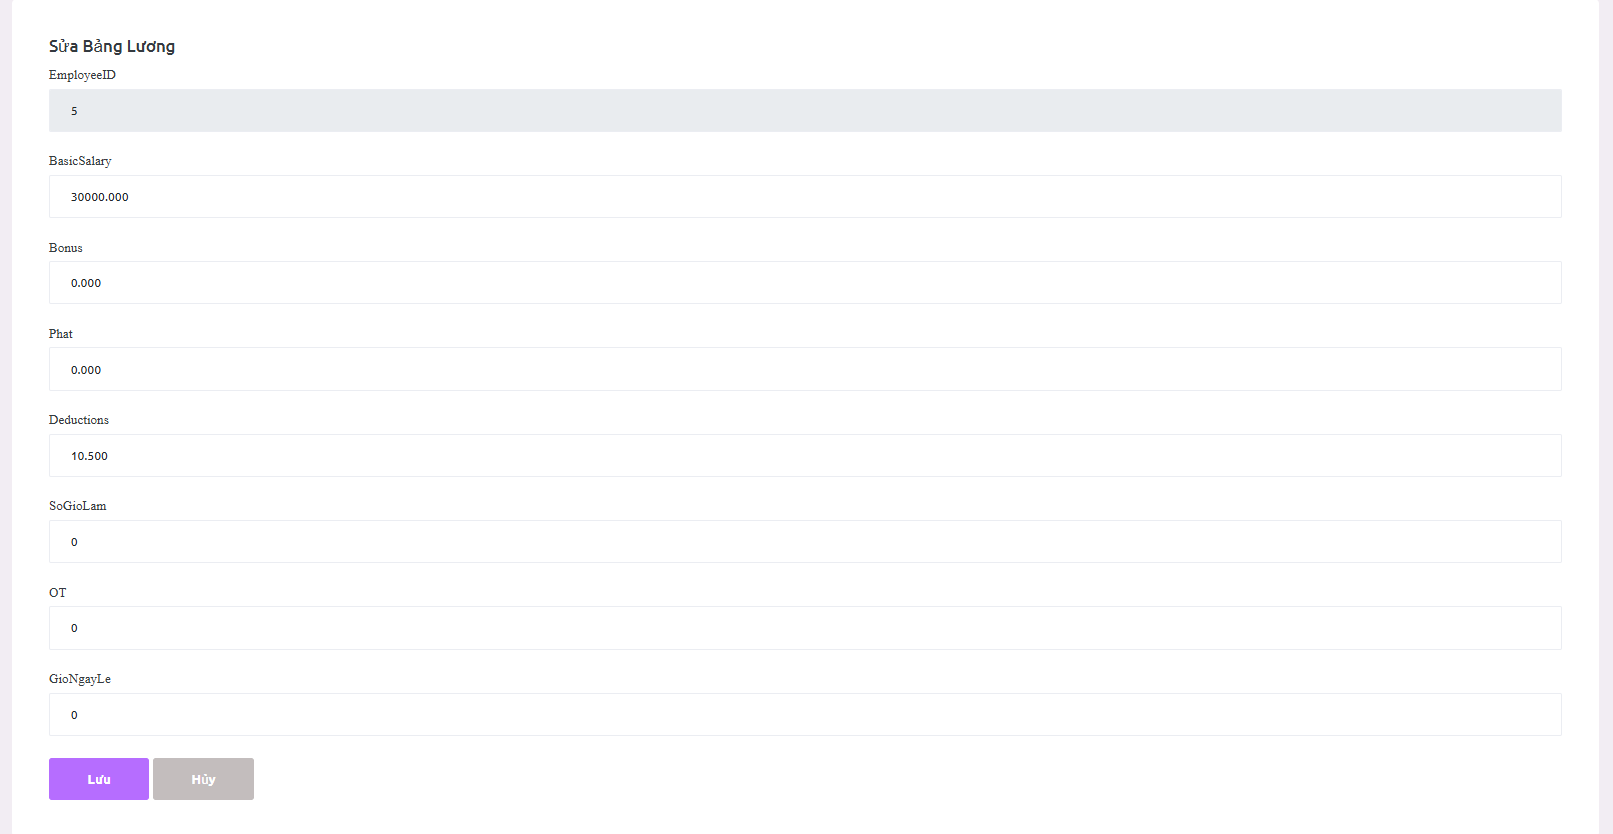 Sửa Bảng Lương
EmployeeID
5
BasicSalary
30000.000
Bonus
0.000
Phat
0.000
Deductions
10.500
SoGioLam
0
OT
0
GioNgayLe
0
Lưu Hủy